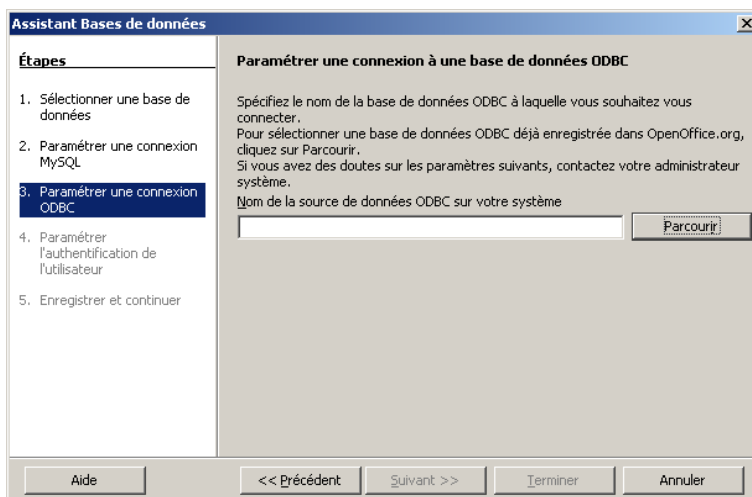 Assistant Bases de données
Étapes
1. Sélectionner une base de
données
2. Paramétrer une connexion
MySQL
3. Paramétrer une connexion
ODBC
4. Paramétrer
l'authentification de
l'utilisateur
5. Enregistrer et continuer
Paramétrer une connexion à une base de données ODBC
Spécifiez le nom de la base de données ODBC à laquelle vous souhaitez vous
connecter.
Pour sélectionner une base de données ODBC déjà enregistrée dans OpenOffice.org,
cliquez sur Parcourir.
Si vous avez des doutes sur les paramètres suivants, contactez votre administrateur
système.
Nom de la source de données ODBC sur votre système
Parcourir
Aide
<< Précédent
Suivant >>
Terminer
Annuler